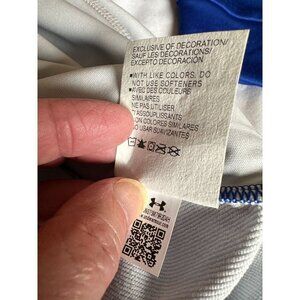 EXCLUSIVE OF DECORATION/
SAUF LES DÉCORATIONS/
EXCEPTO DECORACIÓN
•WITH LIKE COLORS. DO
NOT USE SOFTENERS
•AVEC DES COULEURS
SIMILAIRES
NE PAS UTILISER
D'ASSOUPLISSANTS
CON COLORES SIMILARES
NO USAR SUAVIZANTES